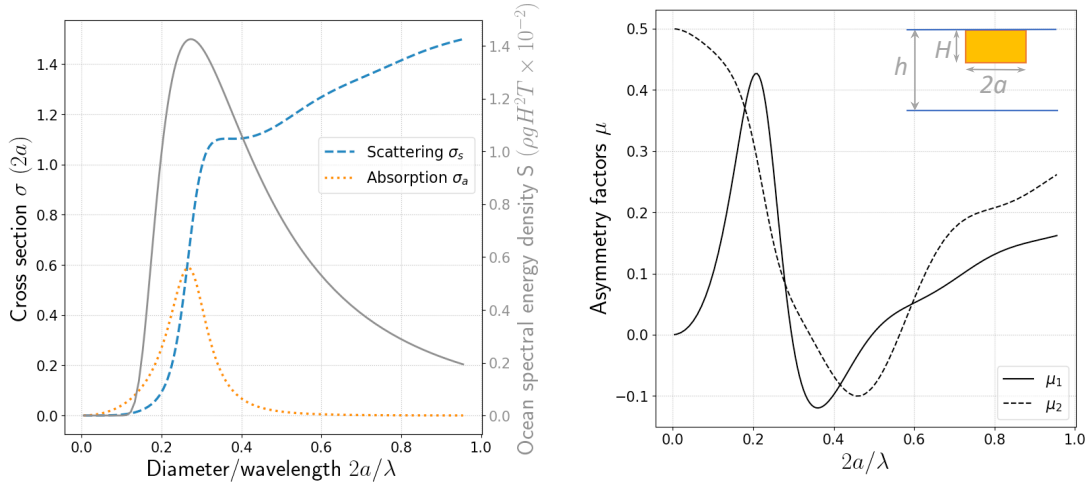 1.4
1.2
1.0
0.8
0.6
0.4
0.2
0.0
Cross section σ (2a)
Scattering σₛ
Absorption σₐ
1.4
1.2
1.0
0.8
0.6
0.4
0.2
0.0
Ocean spectral energy density S (ρgH²T × 10⁻²)
0.0 0.2 0.4 0.6 0.8 1.0
Diameter/wavelength 2a/λ
0.5
0.4
0.3
0.2
0.1
0.0
−0.1
Asymmetry factors μ
h
H
2a
μ₁
μ₂
0.0 0.2 0.4 0.6 0.8 1.0
2a/λ